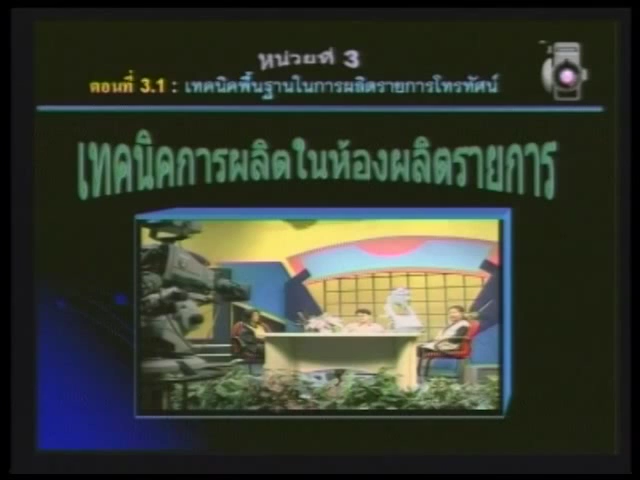 หน่วยที่ 3
ตอนที่ 3.1 : เทคนิคพื้นฐานในการผลิตรายการโทรทัศน์
เทคนิคการผลิตในห้องผลิตรายการ